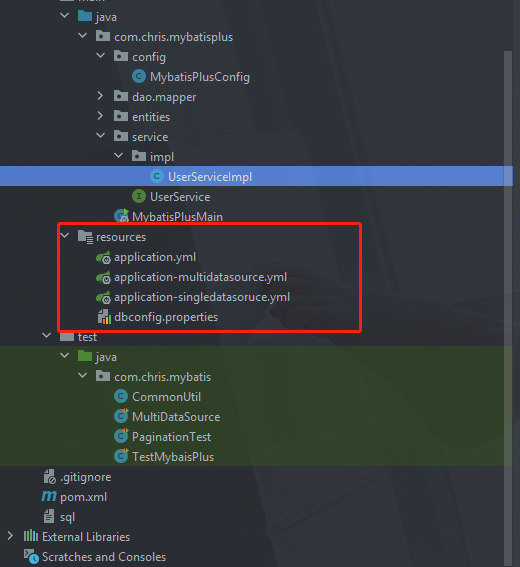 java
com.chris.mybatisplus
config
MybatisPlusConfig
dao.mapper
entities
service
impl
UserServiceImpl
UserService
MybatisPlusMain
resources
application.yml
application-multidatasource.yml
application-singledatasoruce.yml
dbconfig.properties
test
java
com.chris.mybatis
CommonUtil
MultiDataSource
PaginationTest
TestMybaisPlus
.gitignore
pom.xml
sql
External Libraries
Scratches and Consoles